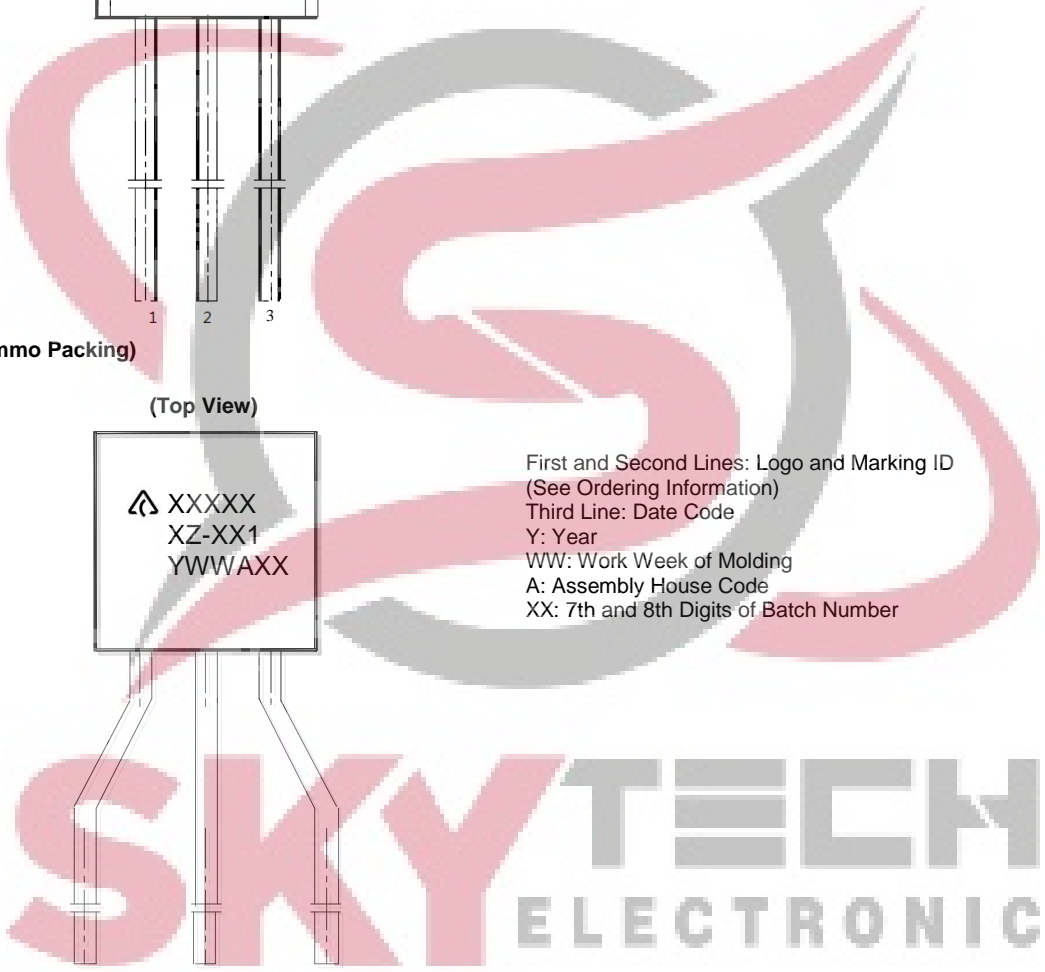 1 2 3
mmo Packing)
(Top View)
XXXXX
XZ-XX1
YWWAXX
First and Second Lines: Logo and Marking ID
(See Ordering Information)
Third Line: Date Code
Y: Year
WW: Work Week of Molding
A: Assembly House Code
XX: 7th and 8th Digits of Batch Number
SKYTECH
ELECTRONIC